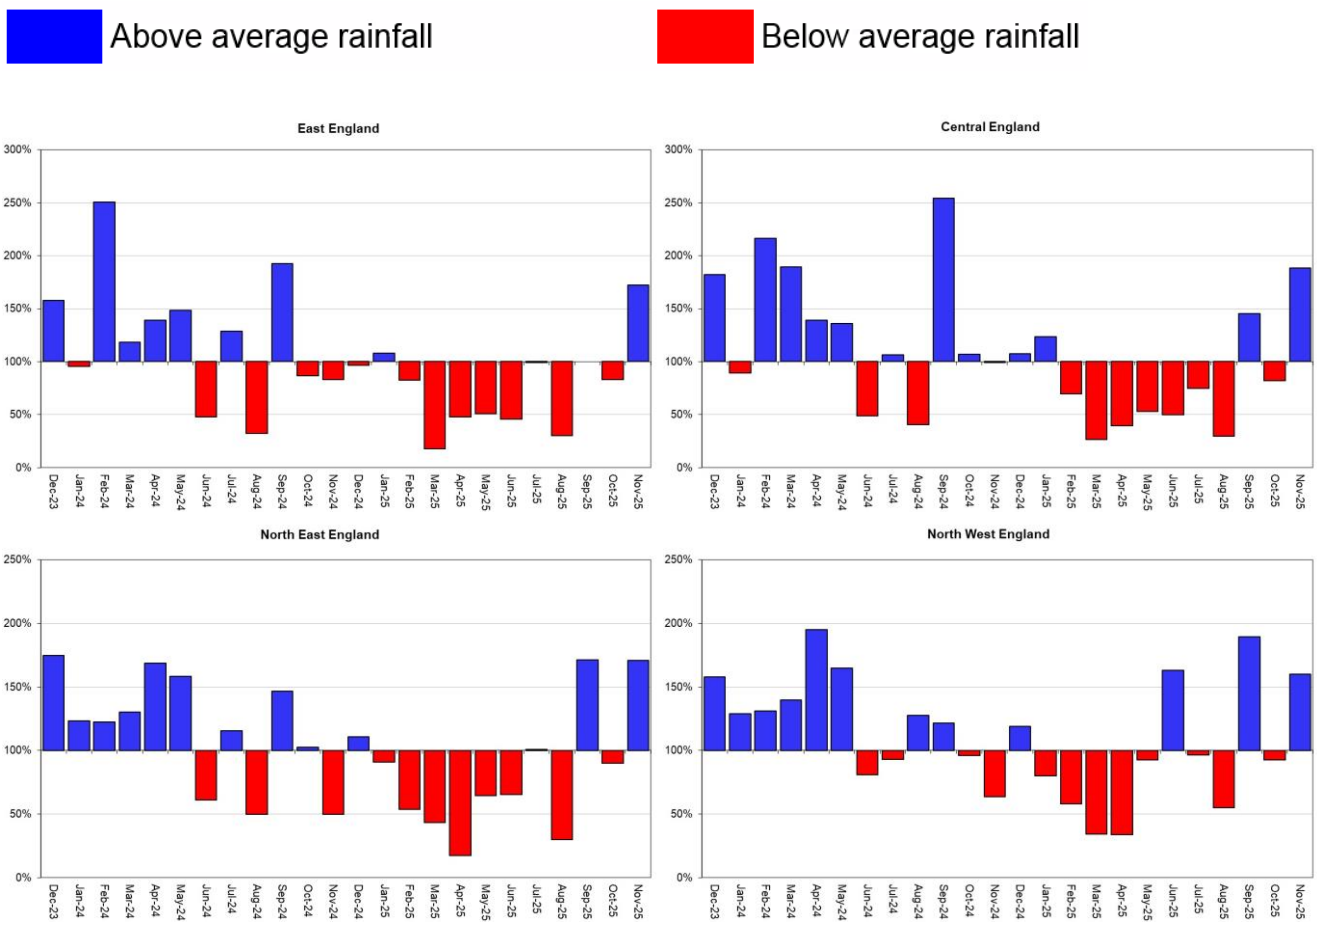 Above average rainfall
Below average rainfall
East England
300%
250%
200%
150%
100%
50%
0%
Dec-23
Jan-24
Feb-24
Mar-24
Apr-24
May-24
Jun-24
Jul-24
Aug-24
Sep-24
Oct-24
Nov-24
Dec-24
Jan-25
Feb-25
Mar-25
Apr-25
May-25
Jun-25
Jul-25
Aug-25
Sep-25
Oct-25
Nov-25
Central England
300%
250%
200%
150%
100%
50%
0%
Dec-23
Jan-24
Feb-24
Mar-24
Apr-24
May-24
Jun-24
Jul-24
Aug-24
Sep-24
Oct-24
Nov-24
Dec-24
Jan-25
Feb-25
Mar-25
Apr-25
May-25
Jun-25
Jul-25
Aug-25
Sep-25
Oct-25
Nov-25
North East England
250%
200%
150%
100%
50%
0%
Dec-23
Jan-24
Feb-24
Mar-24
Apr-24
May-24
Jun-24
Jul-24
Aug-24
Sep-24
Oct-24
Nov-24
Dec-24
Jan-25
Feb-25
Mar-25
Apr-25
May-25
Jun-25
Jul-25
Aug-25
Sep-25
Oct-25
Nov-25
North West England
250%
200%
150%
100%
50%
0%
Dec-23
Jan-24
Feb-24
Mar-24
Apr-24
May-24
Jun-24
Jul-24
Aug-24
Sep-24
Oct-24
Nov-24
Dec-24
Jan-25
Feb-25
Mar-25
Apr-25
May-25
Jun-25
Jul-25
Aug-25
Sep-25
Oct-25
Nov-25